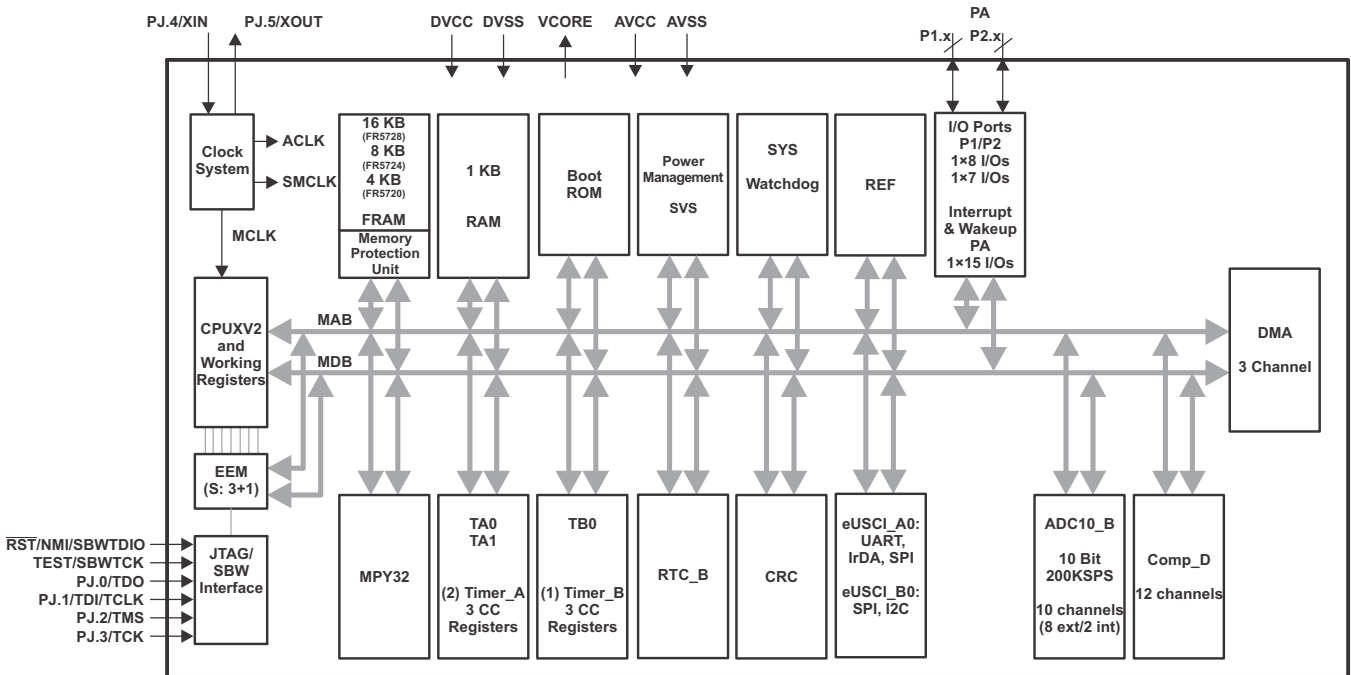 PJ.4/XIN
PJ.5/XOUT
DVCC
DVSS
VCORE
AVCC
AVSS
PA
P1.x
P2.x
Clock
System
ACLK
SMCLK
MCLK
16 KB
(FR5728)
8 KB
(FR5724)
4 KB
(FR5720)
FRAM
Memory
Protection
Unit
1 KB
RAM
Boot
ROM
Power
Management
SVS
SYS
Watchdog
REF
I/O Ports
P1/P2
1×8 I/Os
1×7 I/Os
Interrupt
& Wakeup
PA
1×15 I/Os
CPUXV2
and
Working
Registers
MAB
MDB
DMA
3 Channel
EEM
(S: 3+1)
RST/NMI/SBWTDIO
TEST/SBWTCK
PJ.0/TDO
PJ.1/TDI/TCLK
PJ.2/TMS
PJ.3/TCK
JTAG/
SBW
Interface
MPY32
TA0
TA1
(2) Timer_A
3 CC
Registers
TB0
(1) Timer_B
3 CC
Registers
RTC_B
CRC
eUSCI_A0:
UART,
IrDA, SPI
eUSCI_B0:
SPI, I2C
ADC10_B
10 Bit
200KSPS
10 channels
(8 ext/2 int)
Comp_D
12 channels